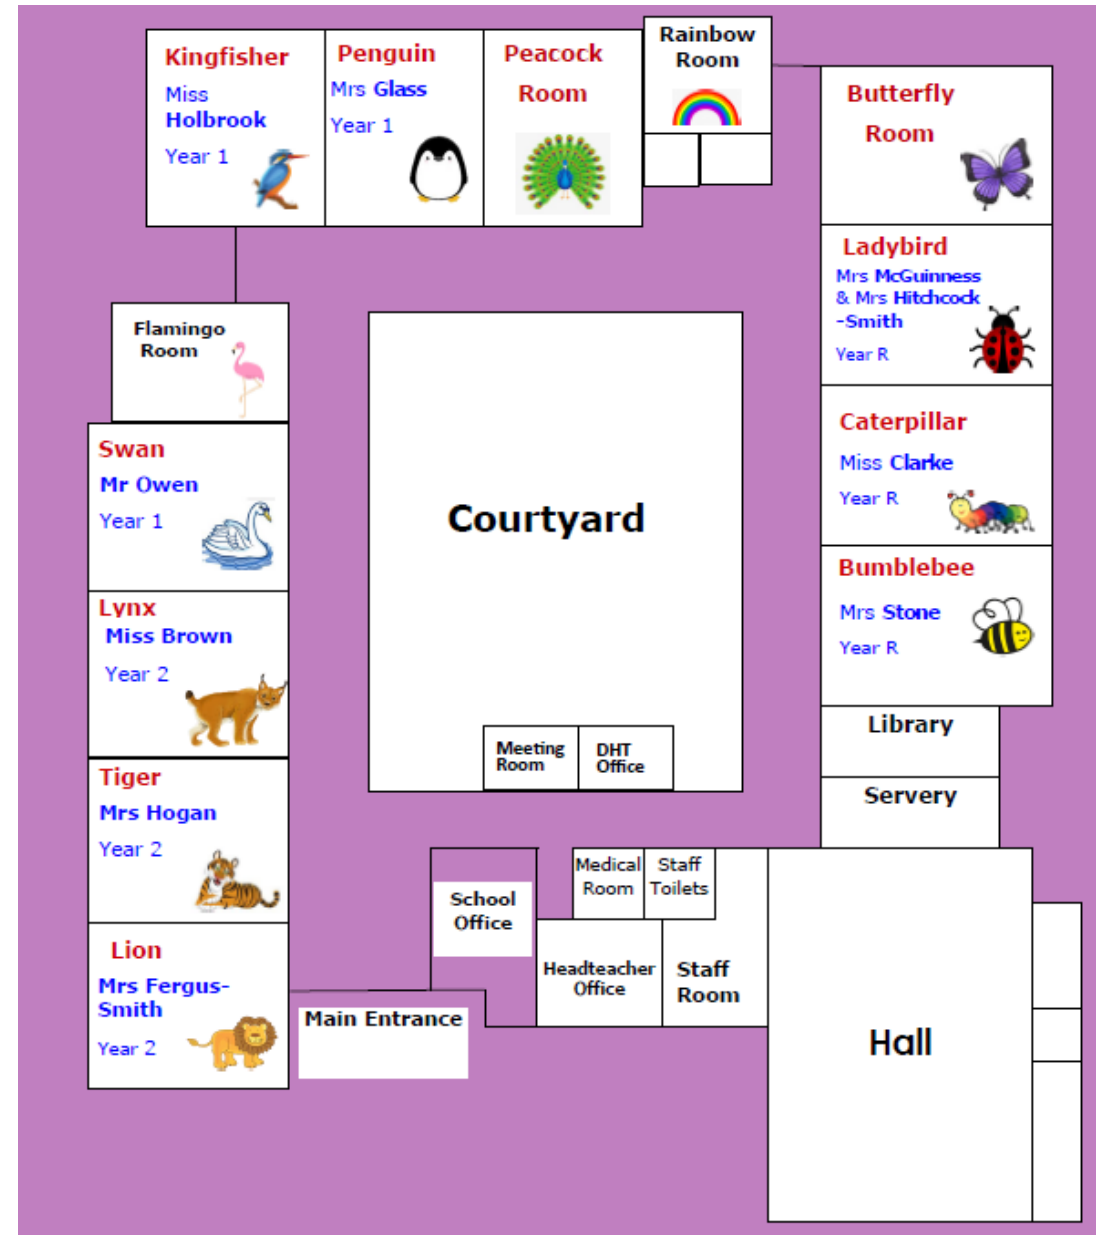 Kingfisher
Miss
Holbrook
Year 1
Penguin
Mrs Glass
Year 1
Peacock
Room
Rainbow
Room
Butterfly
Room
Ladybird
Mrs McGuinness
& Mrs Hitchcock
-Smith
Year R
Flamingo
Room
Swan
Mr Owen
Year 1
Courtyard
Caterpillar
Miss Clarke
Year R
Bumblebee
Mrs Stone
Year R
Lynx
Miss Brown
Year 2
Meeting
Room
DHT
Office
Library
Servery
Tiger
Mrs Hogan
Year 2
School
Office
Medical
Room
Staff
Toilets
Headteacher
Office
Staff
Room
Lion
Mrs Fergus-
Smith
Year 2
Main Entrance
Hall